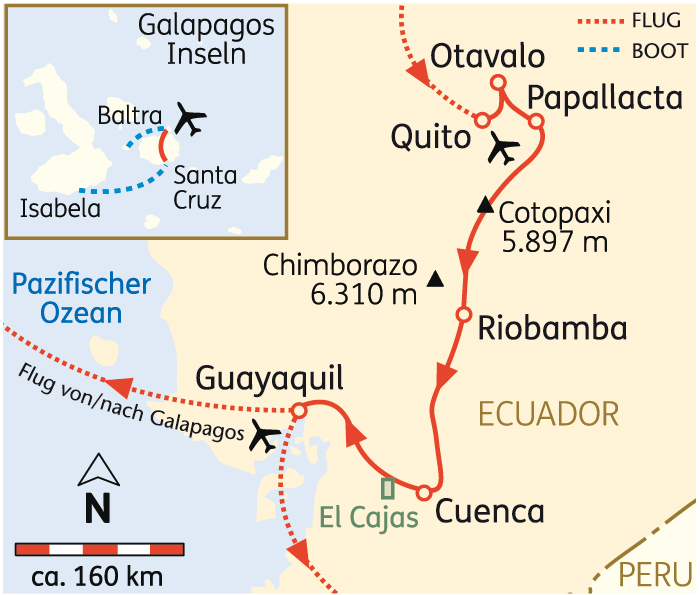 Galapagos
Inseln
Baltra
Santa
Cruz
Isabela
FLUG
BOOT
Otavalo
Papallacta
Quito
Cotopaxi
5.897 m
Chimborazo
6.310 m
Pazifischer
Ozean
Riobamba
Guayaquil
Flug von/nach Galapagos
ECUADOR
El Cajas
Cuenca
N
ca. 160 km
PERU